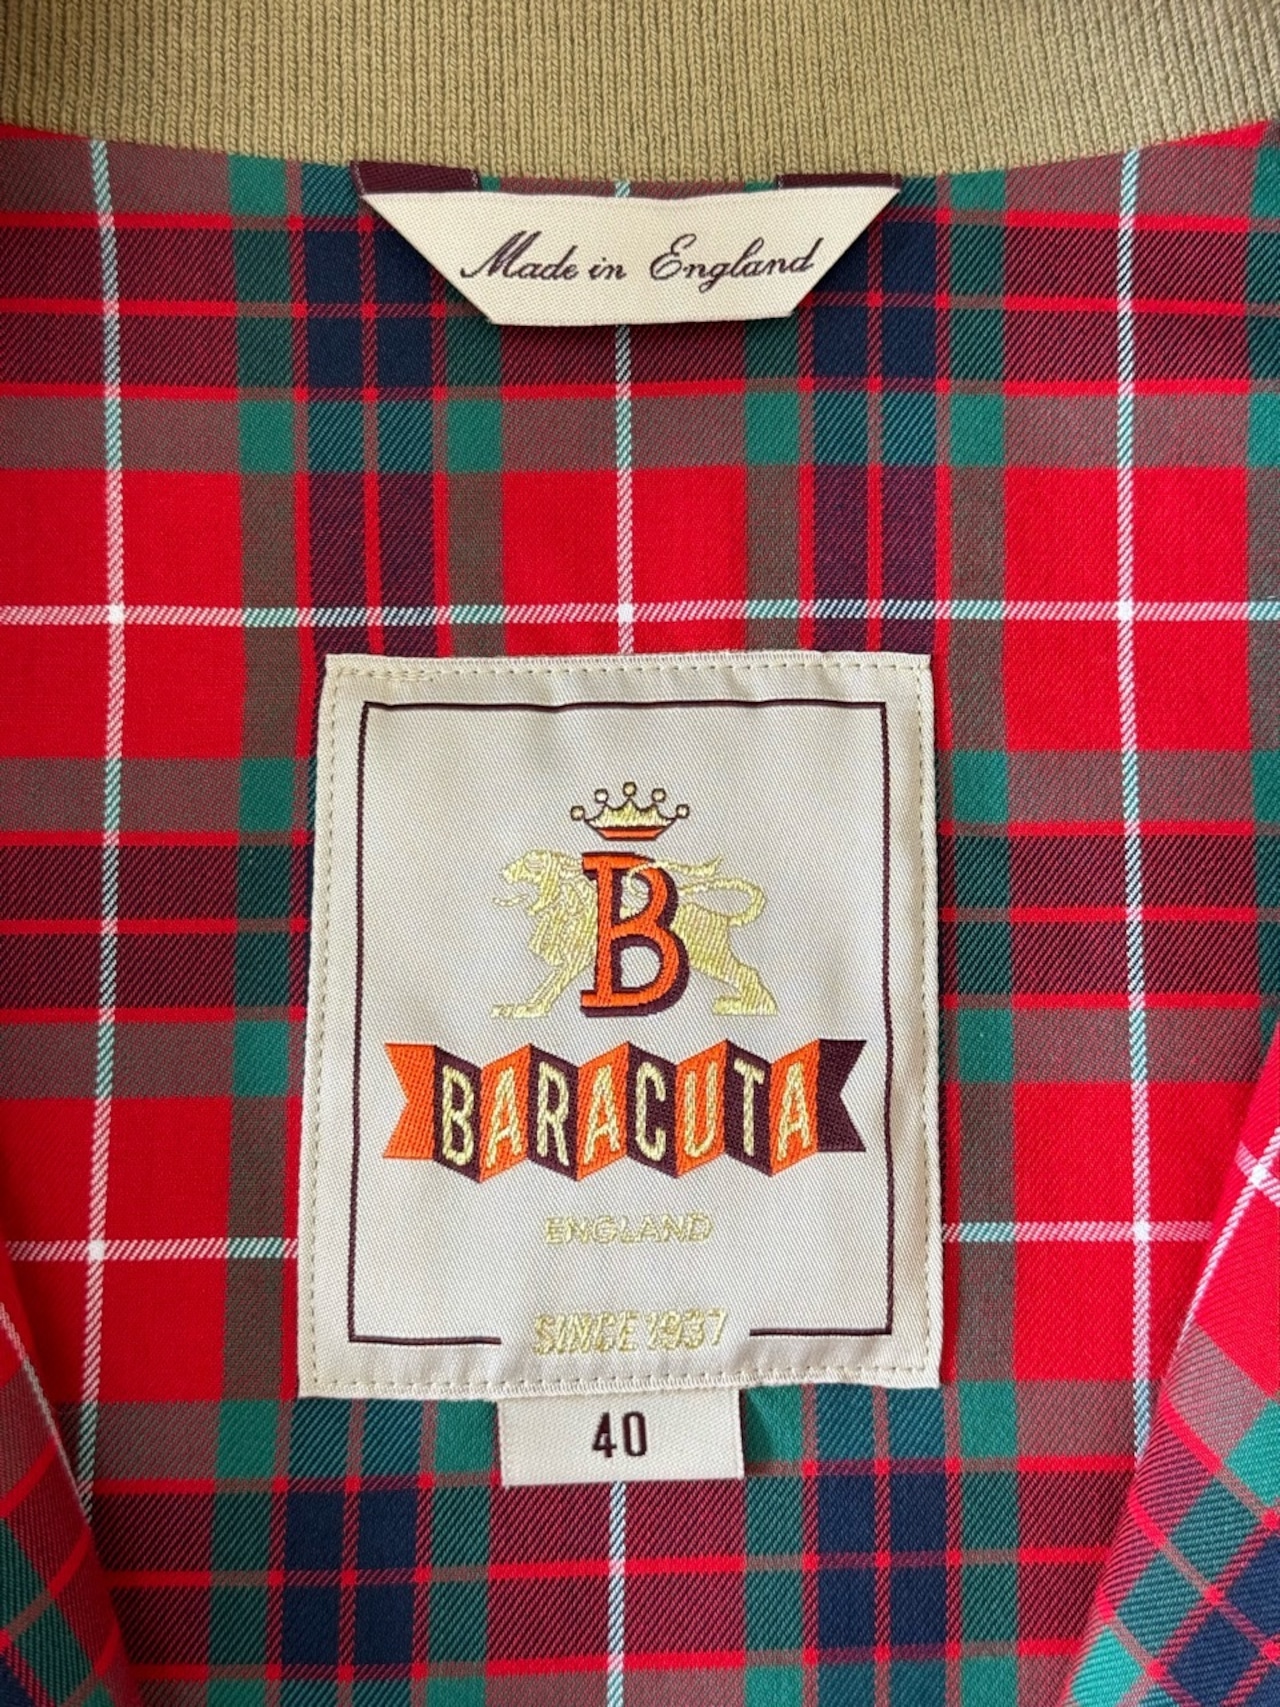 Made in England
B
BARACUTA
ENGLAND
SINCE 1937
40